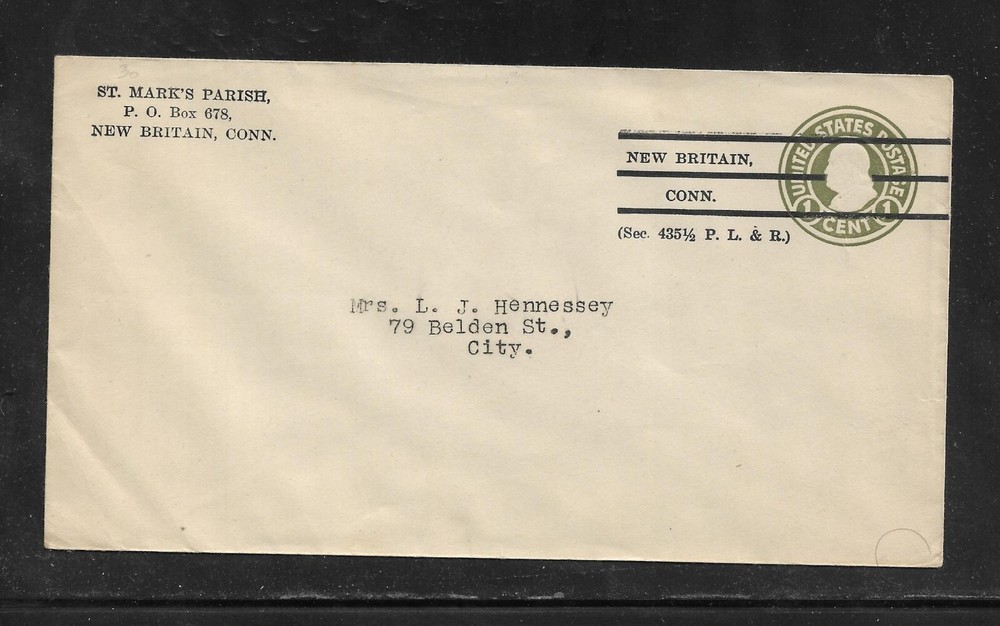 30
ST. MARK'S PARISH,
P. O. Box 678,
NEW BRITAIN, CONN.
UNITED STATES POSTAGE
1 CENT 1
NEW BRITAIN,
CONN.
(Sec. 435½ P. L. & R.)
Mrs. L. J. Hennessey
79 Belden St.,
City.